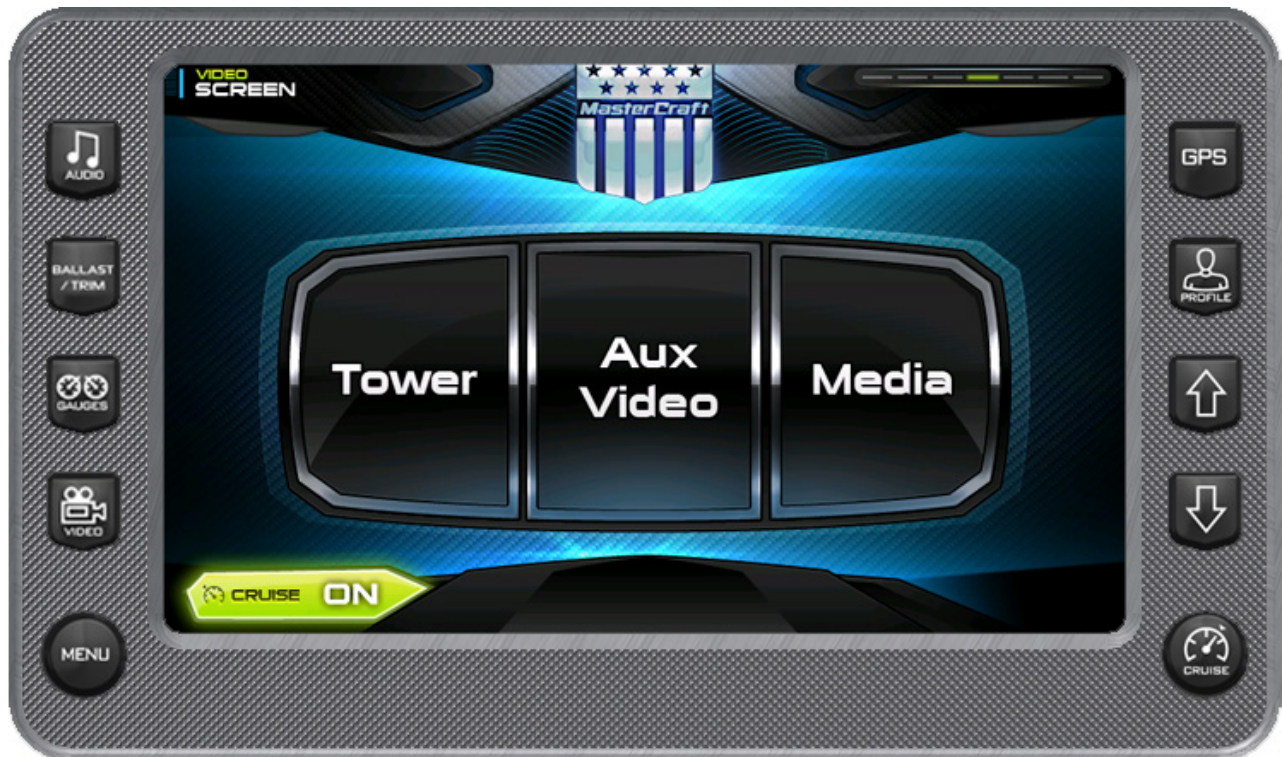 VIDEO
SCREEN
MasterCraft
AUDIO
BALLAST
/ TRIM
GAUGES
VIDEO
MENU
Tower
Aux
Video
Media
CRUISE ON
GPS
PROFILE
CRUISE